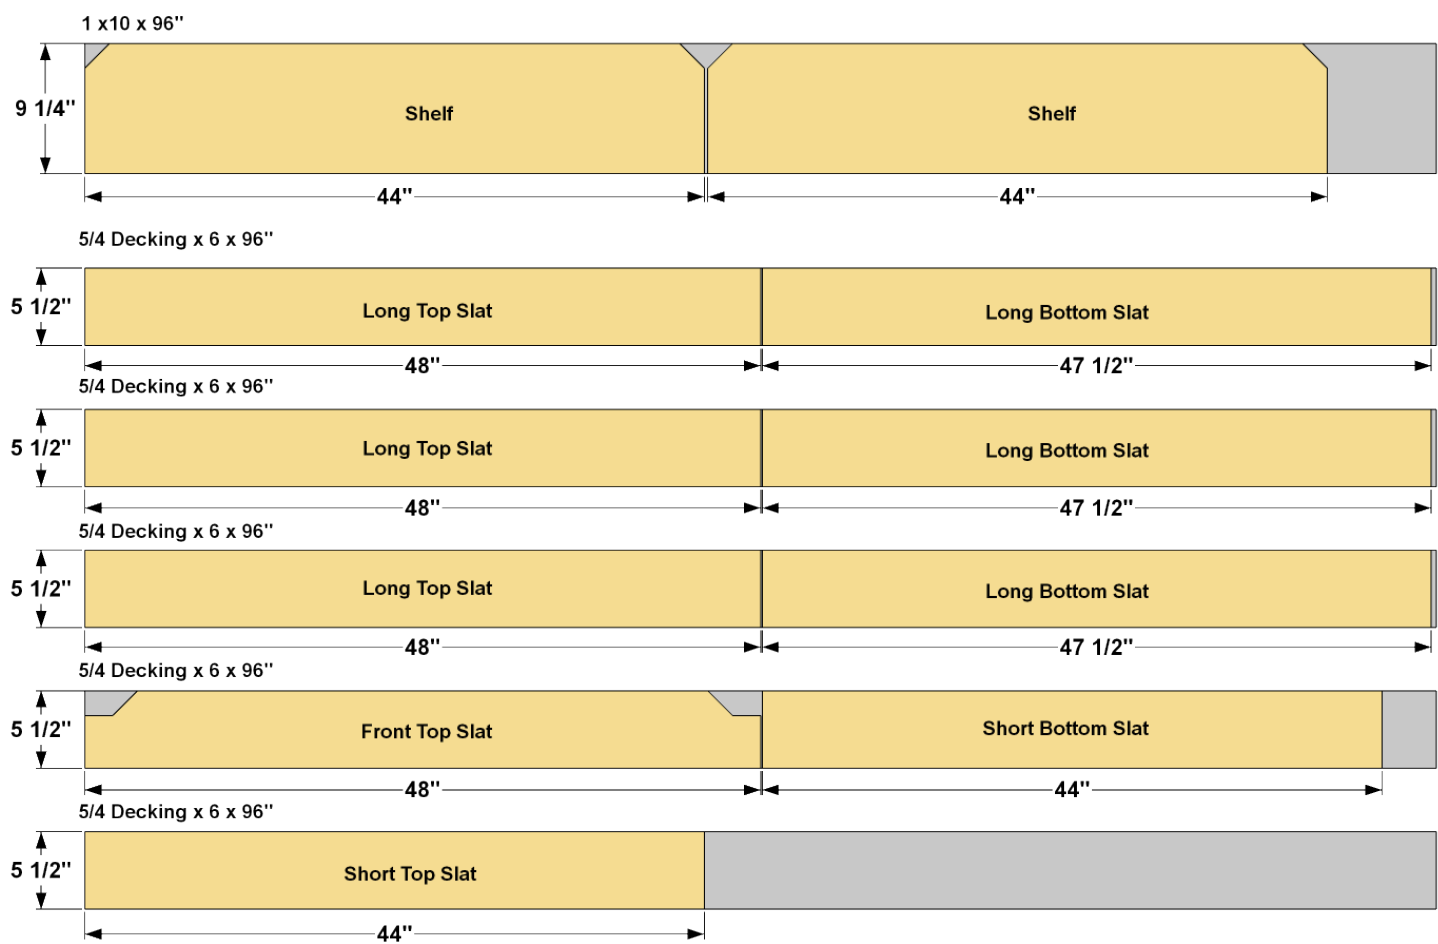 1 x10 x 96"
9 1/4"
Shelf
Shelf
44"
44"
5/4 Decking x 6 x 96"
5 1/2"
Long Top Slat
Long Bottom Slat
48"
47 1/2"
5/4 Decking x 6 x 96"
5 1/2"
Long Top Slat
Long Bottom Slat
48"
47 1/2"
5/4 Decking x 6 x 96"
5 1/2"
Long Top Slat
Long Bottom Slat
48"
47 1/2"
5/4 Decking x 6 x 96"
5 1/2"
Front Top Slat
Short Bottom Slat
48"
44"
5/4 Decking x 6 x 96"
5 1/2"
Short Top Slat
44"